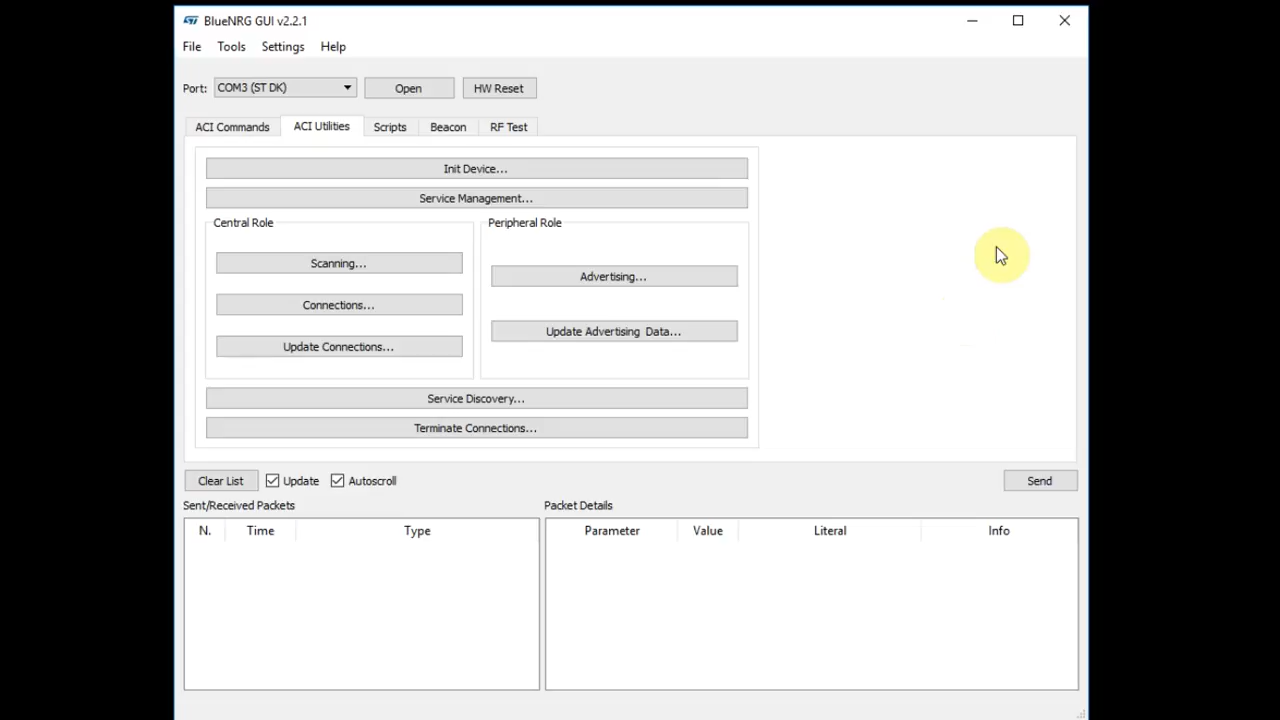 BlueNRG GUI v2.2.1
File Tools Settings Help
Port: COM3 (ST DK) Open HW Reset
ACI Commands ACI Utilities Scripts Beacon RF Test
Init Device...
Service Management...
Central Role Peripheral Role
Scanning...
Advertising...
Connections...
Update Advertising Data...
Update Connections...
Service Discovery...
Terminate Connections...
Clear List Update Autoscroll Send
Sent/Received Packets Packet Details
N. Time Type Parameter Value Literal Info